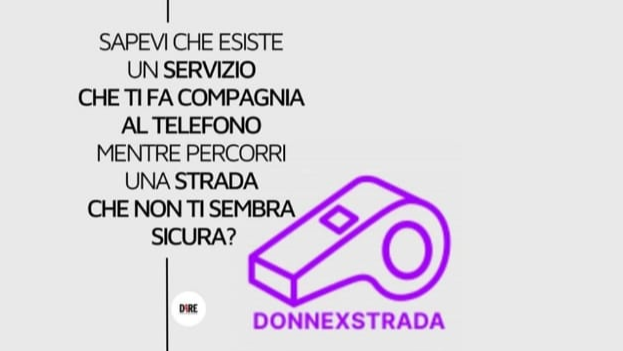 SAPEVI CHE ESISTE
UN SERVIZIO
CHE TI FA COMPAGNIA
AL TELEFONO
MENTRE PERCORRI
UNA STRADA
CHE NON TI SEMBRA
SICURA?
DIRE
DONNEXSTRADA